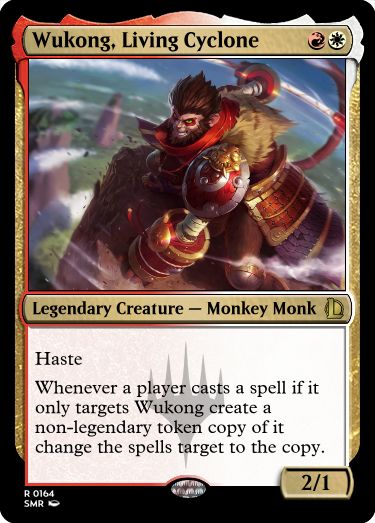 Wukong, Living Cyclone
Legendary Creature — Monkey Monk
Haste
Whenever a player casts a spell if it
only targets Wukong create a
non-legendary token copy of it
change the spells target to the copy.
2/1
R 0164
SMR